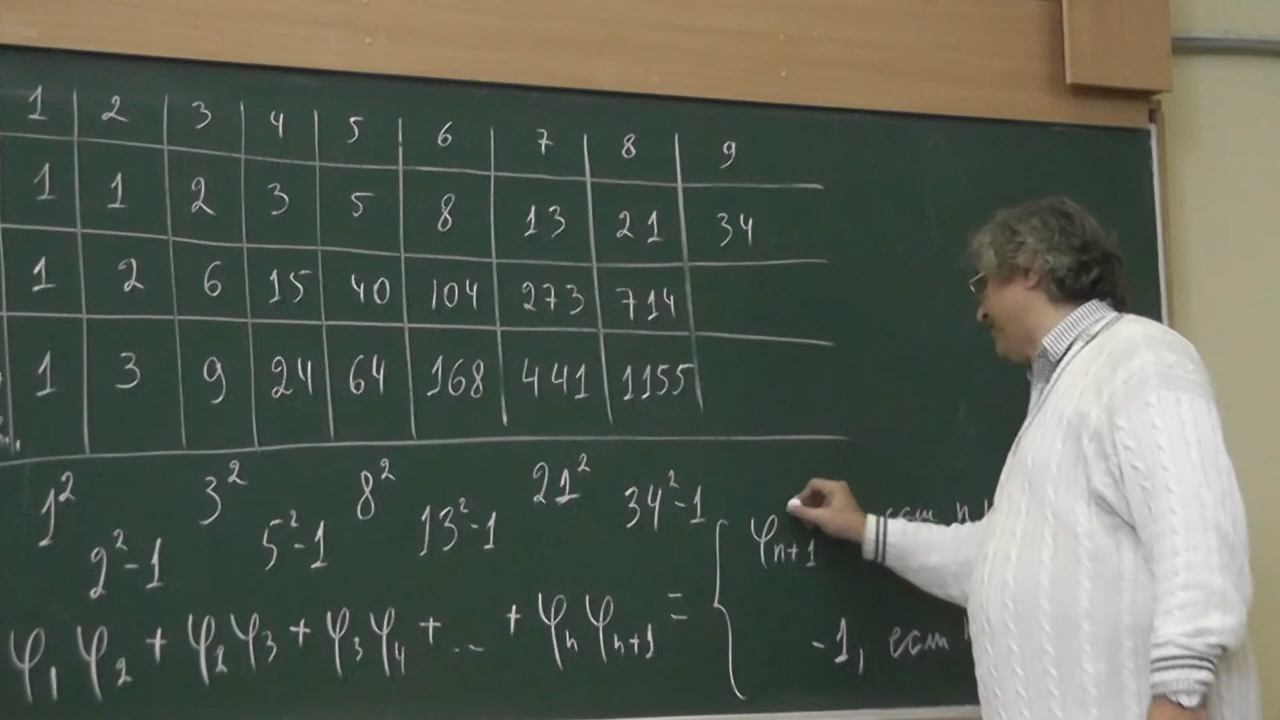 1 2 3 4 5 6 7 8 9
1 1 2 3 5 8 13 21 34
1 2 6 15 40 104 273 714
1 3 9 24 64 168 441 1155
1² 2²-1 3² 5²-1 8² 13²-1 21² 34²-1
φ₁φ₂ + φ₂φ₃ + φ₃φ₄ + ... + φₙφₙ₊₁ = { φₙ₊₁ если
-1, если